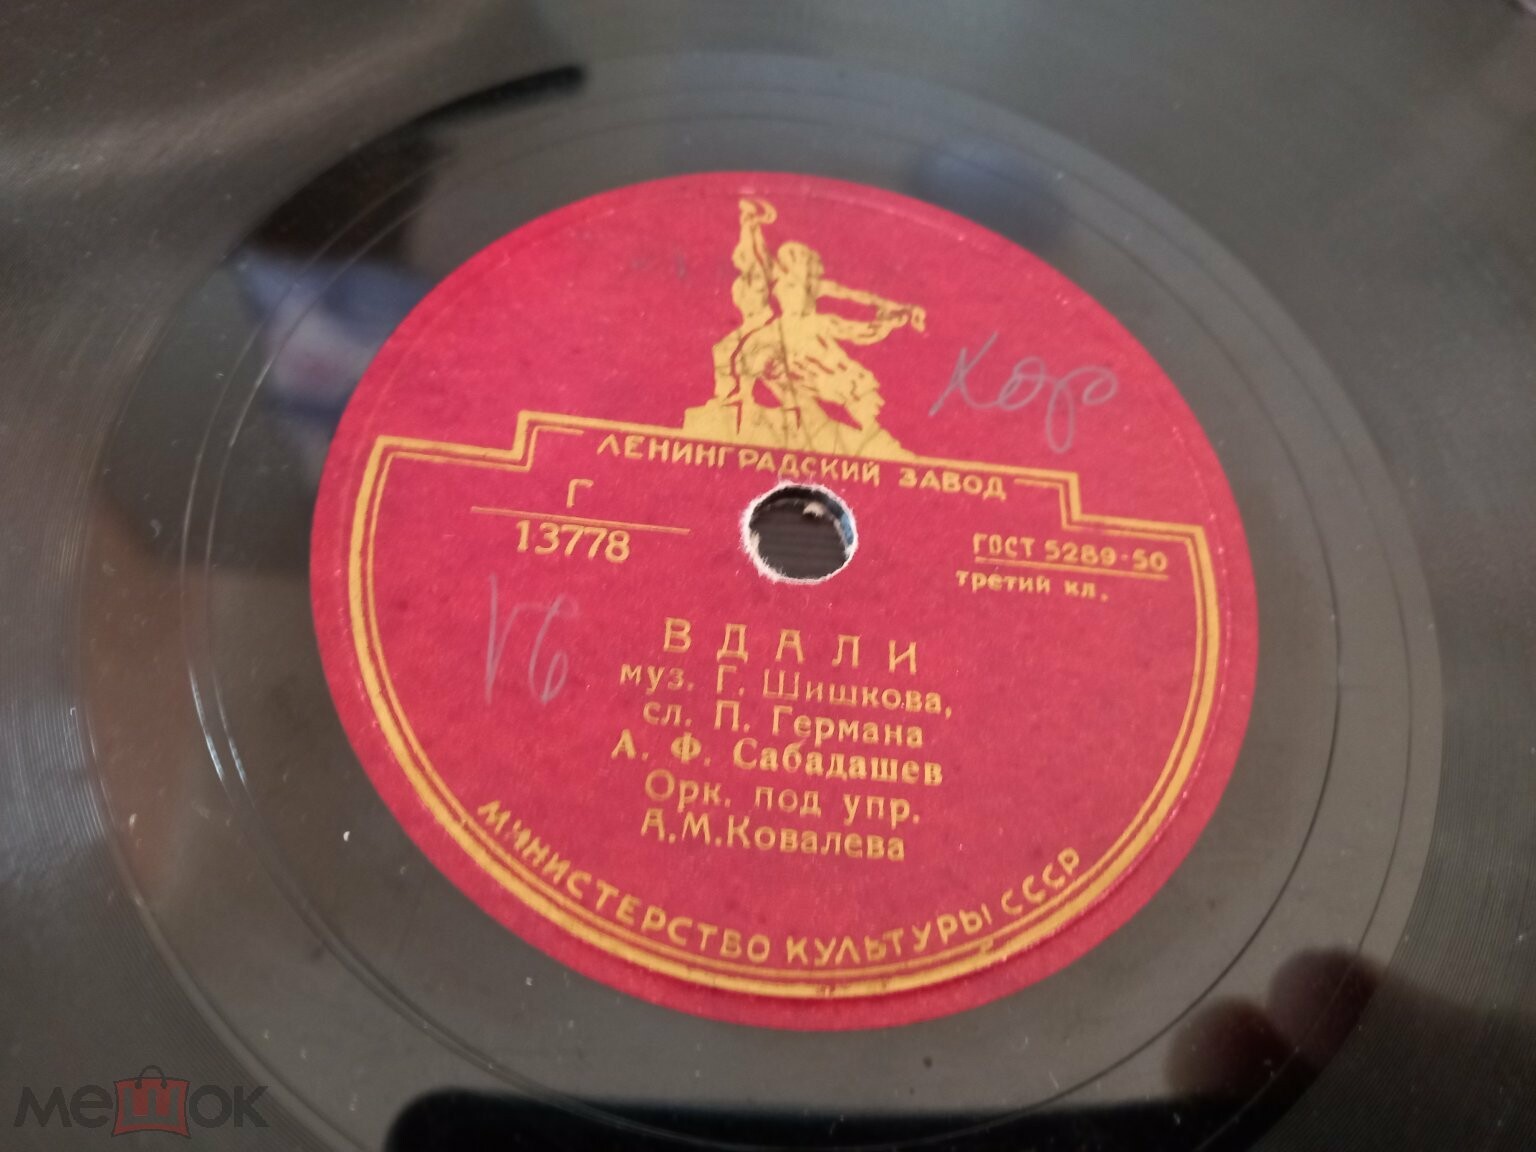 Хор
ЛЕНИНГРАДСКИЙ ЗАВОД
Г
13778
ГОСТ 5289-50
третий кл.
ВДАЛИ
муз. Г. Шишкова,
сл. П. Германа
А. Ф. Сабадашев
Орк. под упр.
А.М.Ковалева
МИНИСТЕРСТВО КУЛЬТУРЫ СССР
мешок